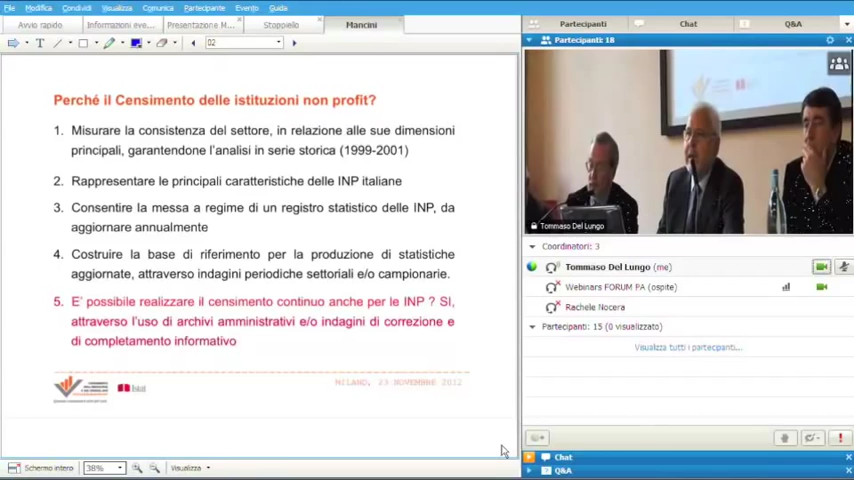 File Modifica Condividi Visualizza Comunica Partecipante Evento Guida
Avvio rapido Informazioni eve... Presentazione M... Stoppiello Mancini
02
Perché il Censimento delle istituzioni non profit?
1. Misurare la consistenza del settore, in relazione alle sue dimensioni
principali, garantendone l'analisi in serie storica (1999-2001)
2. Rappresentare le principali caratteristiche delle INP italiane
3. Consentire la messa a regime di un registro statistico delle INP, da
aggiornare annualmente
4. Costruire la base di riferimento per la produzione di statistiche
aggiornate, attraverso indagini periodiche settoriali e/o campionarie.
5. E' possibile realizzare il censimento continuo anche per le INP ? SI,
attraverso l'uso di archivi amministrativi e/o indagini di correzione e
di completamento informativo
Istat
MILANO, 23 NOVEMBRE 2012
Schermo intero 38% Visualizza
Partecipanti Chat Q&A
Partecipanti: 18
Tommaso Del Lungo
Coordinatori: 3
Tommaso Del Lungo (me)
Webinars FORUM PA (ospite)
Rachele Nocera
Partecipanti: 15 (0 visualizzato)
Visualizza tutti i partecipanti...
Chat
Q&A